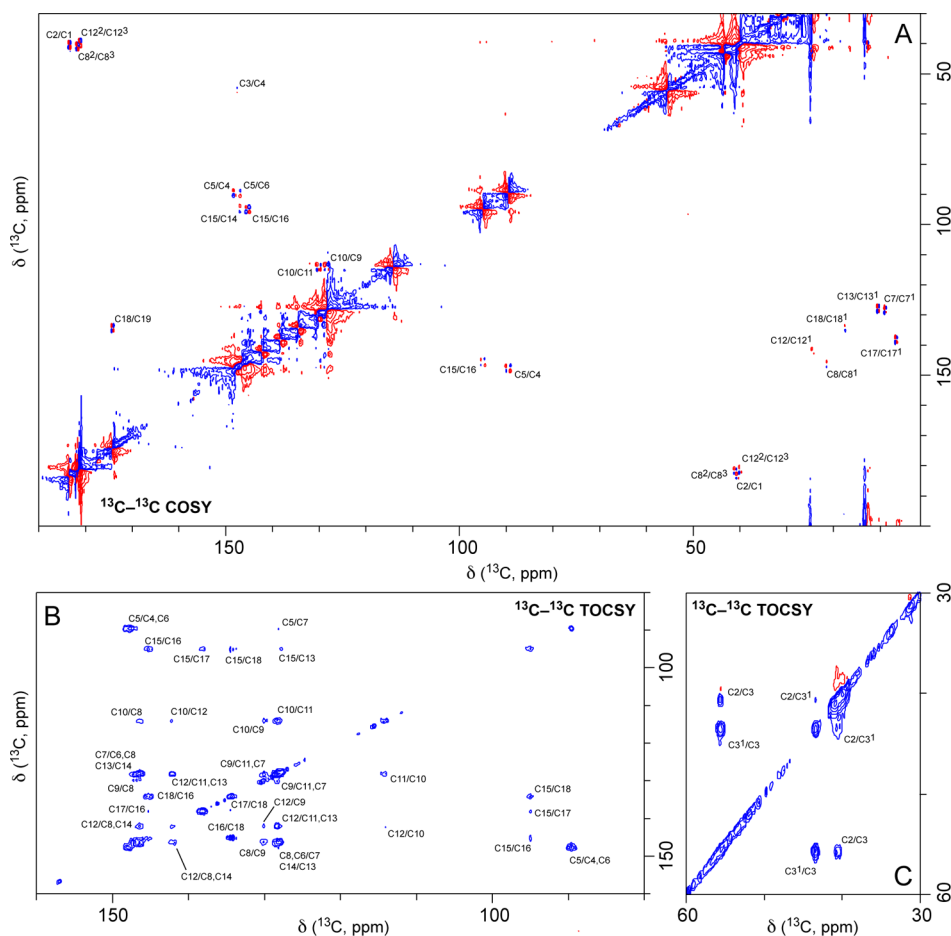 A
C2/C1
C12²/C12³
C8²/C8³
C3/C4
C5/C4
C5/C6
C15/C14
C15/C16
C10/C9
C10/C11
C18/C19
C13/C13¹
C7/C7¹
C18/C18¹
C12/C12¹
C17/C17¹
C8/C8¹
C15/C16
C5/C4
C12²/C12³
C8²/C8³
C2/C1
¹³C–¹³C COSY
50
100
150
δ (¹³C, ppm)
150
100
50
δ (¹³C, ppm)
B
¹³C–¹³C TOCSY
C5/C4,C6
C5/C7
C15/C16
C15/C17
C15/C18
C15/C13
C10/C8
C10/C12
C10/C11
C10/C9
C7/C6,C8
C13/C14
C9/C11,C7
C12/C11,C13
C11/C10
C9/C8
C9/C11,C7
C18/C16
C15/C18
C17/C16
C17/C18
C12/C9
C15/C17
C12/C8,C14
C16/C18
C12/C11,C13
C12/C10
C15/C16
C8/C9
C8,C6/C7
C14/C13
C5/C4,C6
C12/C8,C14
100
150
δ (¹³C, ppm)
150
100
δ (¹³C, ppm)
¹³C–¹³C TOCSY
30
C2/C3
C2/C3¹
C3¹/C3
C2/C3¹
C2/C3
C3¹/C3
C
60
δ (¹³C, ppm)
60
40
δ (¹³C, ppm)